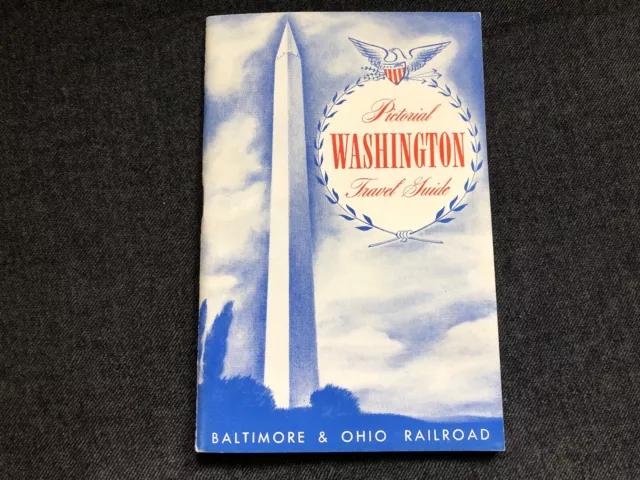 Pictorial
WASHINGTON
Travel Guide
BALTIMORE & OHIO RAILROAD